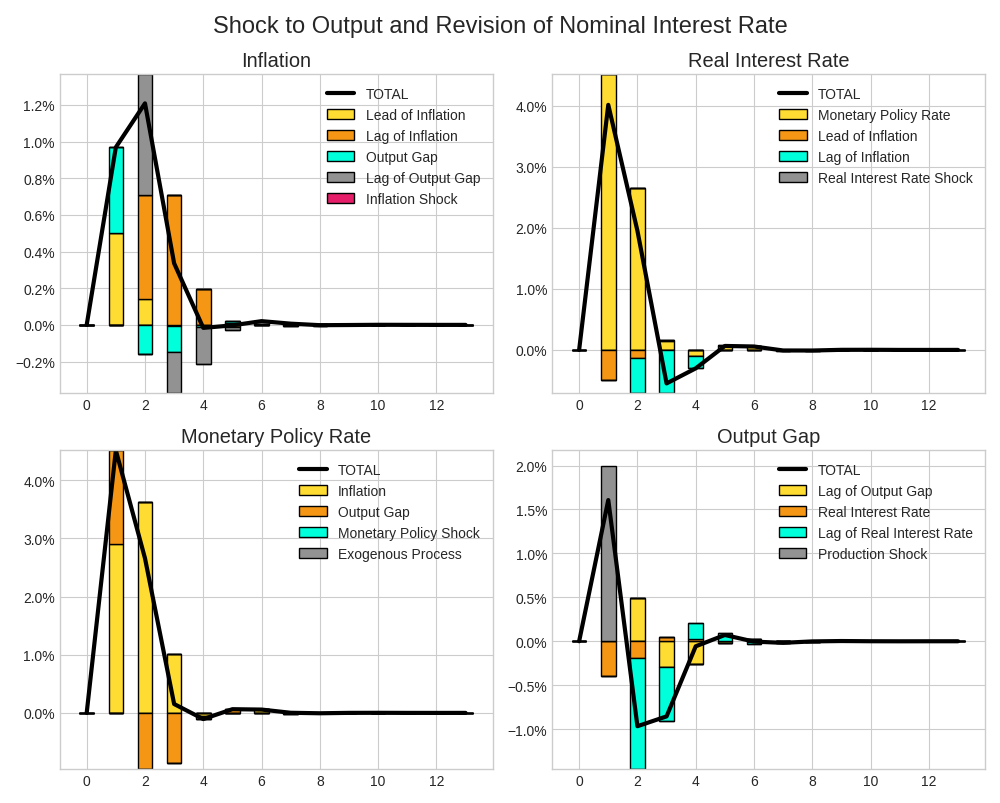 Shock to Output and Revision of Nominal Interest Rate
Inflation
1.2%
1.0%
0.8%
0.6%
0.4%
0.2%
0.0%
−0.2%
0 2 4 6 8 10 12
TOTAL
Lead of Inflation
Lag of Inflation
Output Gap
Lag of Output Gap
Inflation Shock
Real Interest Rate
4.0%
3.0%
2.0%
1.0%
0.0%
0 2 4 6 8 10 12
TOTAL
Monetary Policy Rate
Lead of Inflation
Lag of Inflation
Real Interest Rate Shock
Monetary Policy Rate
4.0%
3.0%
2.0%
1.0%
0.0%
0 2 4 6 8 10 12
TOTAL
Inflation
Output Gap
Monetary Policy Shock
Exogenous Process
Output Gap
2.0%
1.5%
1.0%
0.5%
0.0%
−0.5%
−1.0%
0 2 4 6 8 10 12
TOTAL
Lag of Output Gap
Real Interest Rate
Lag of Real Interest Rate
Production Shock